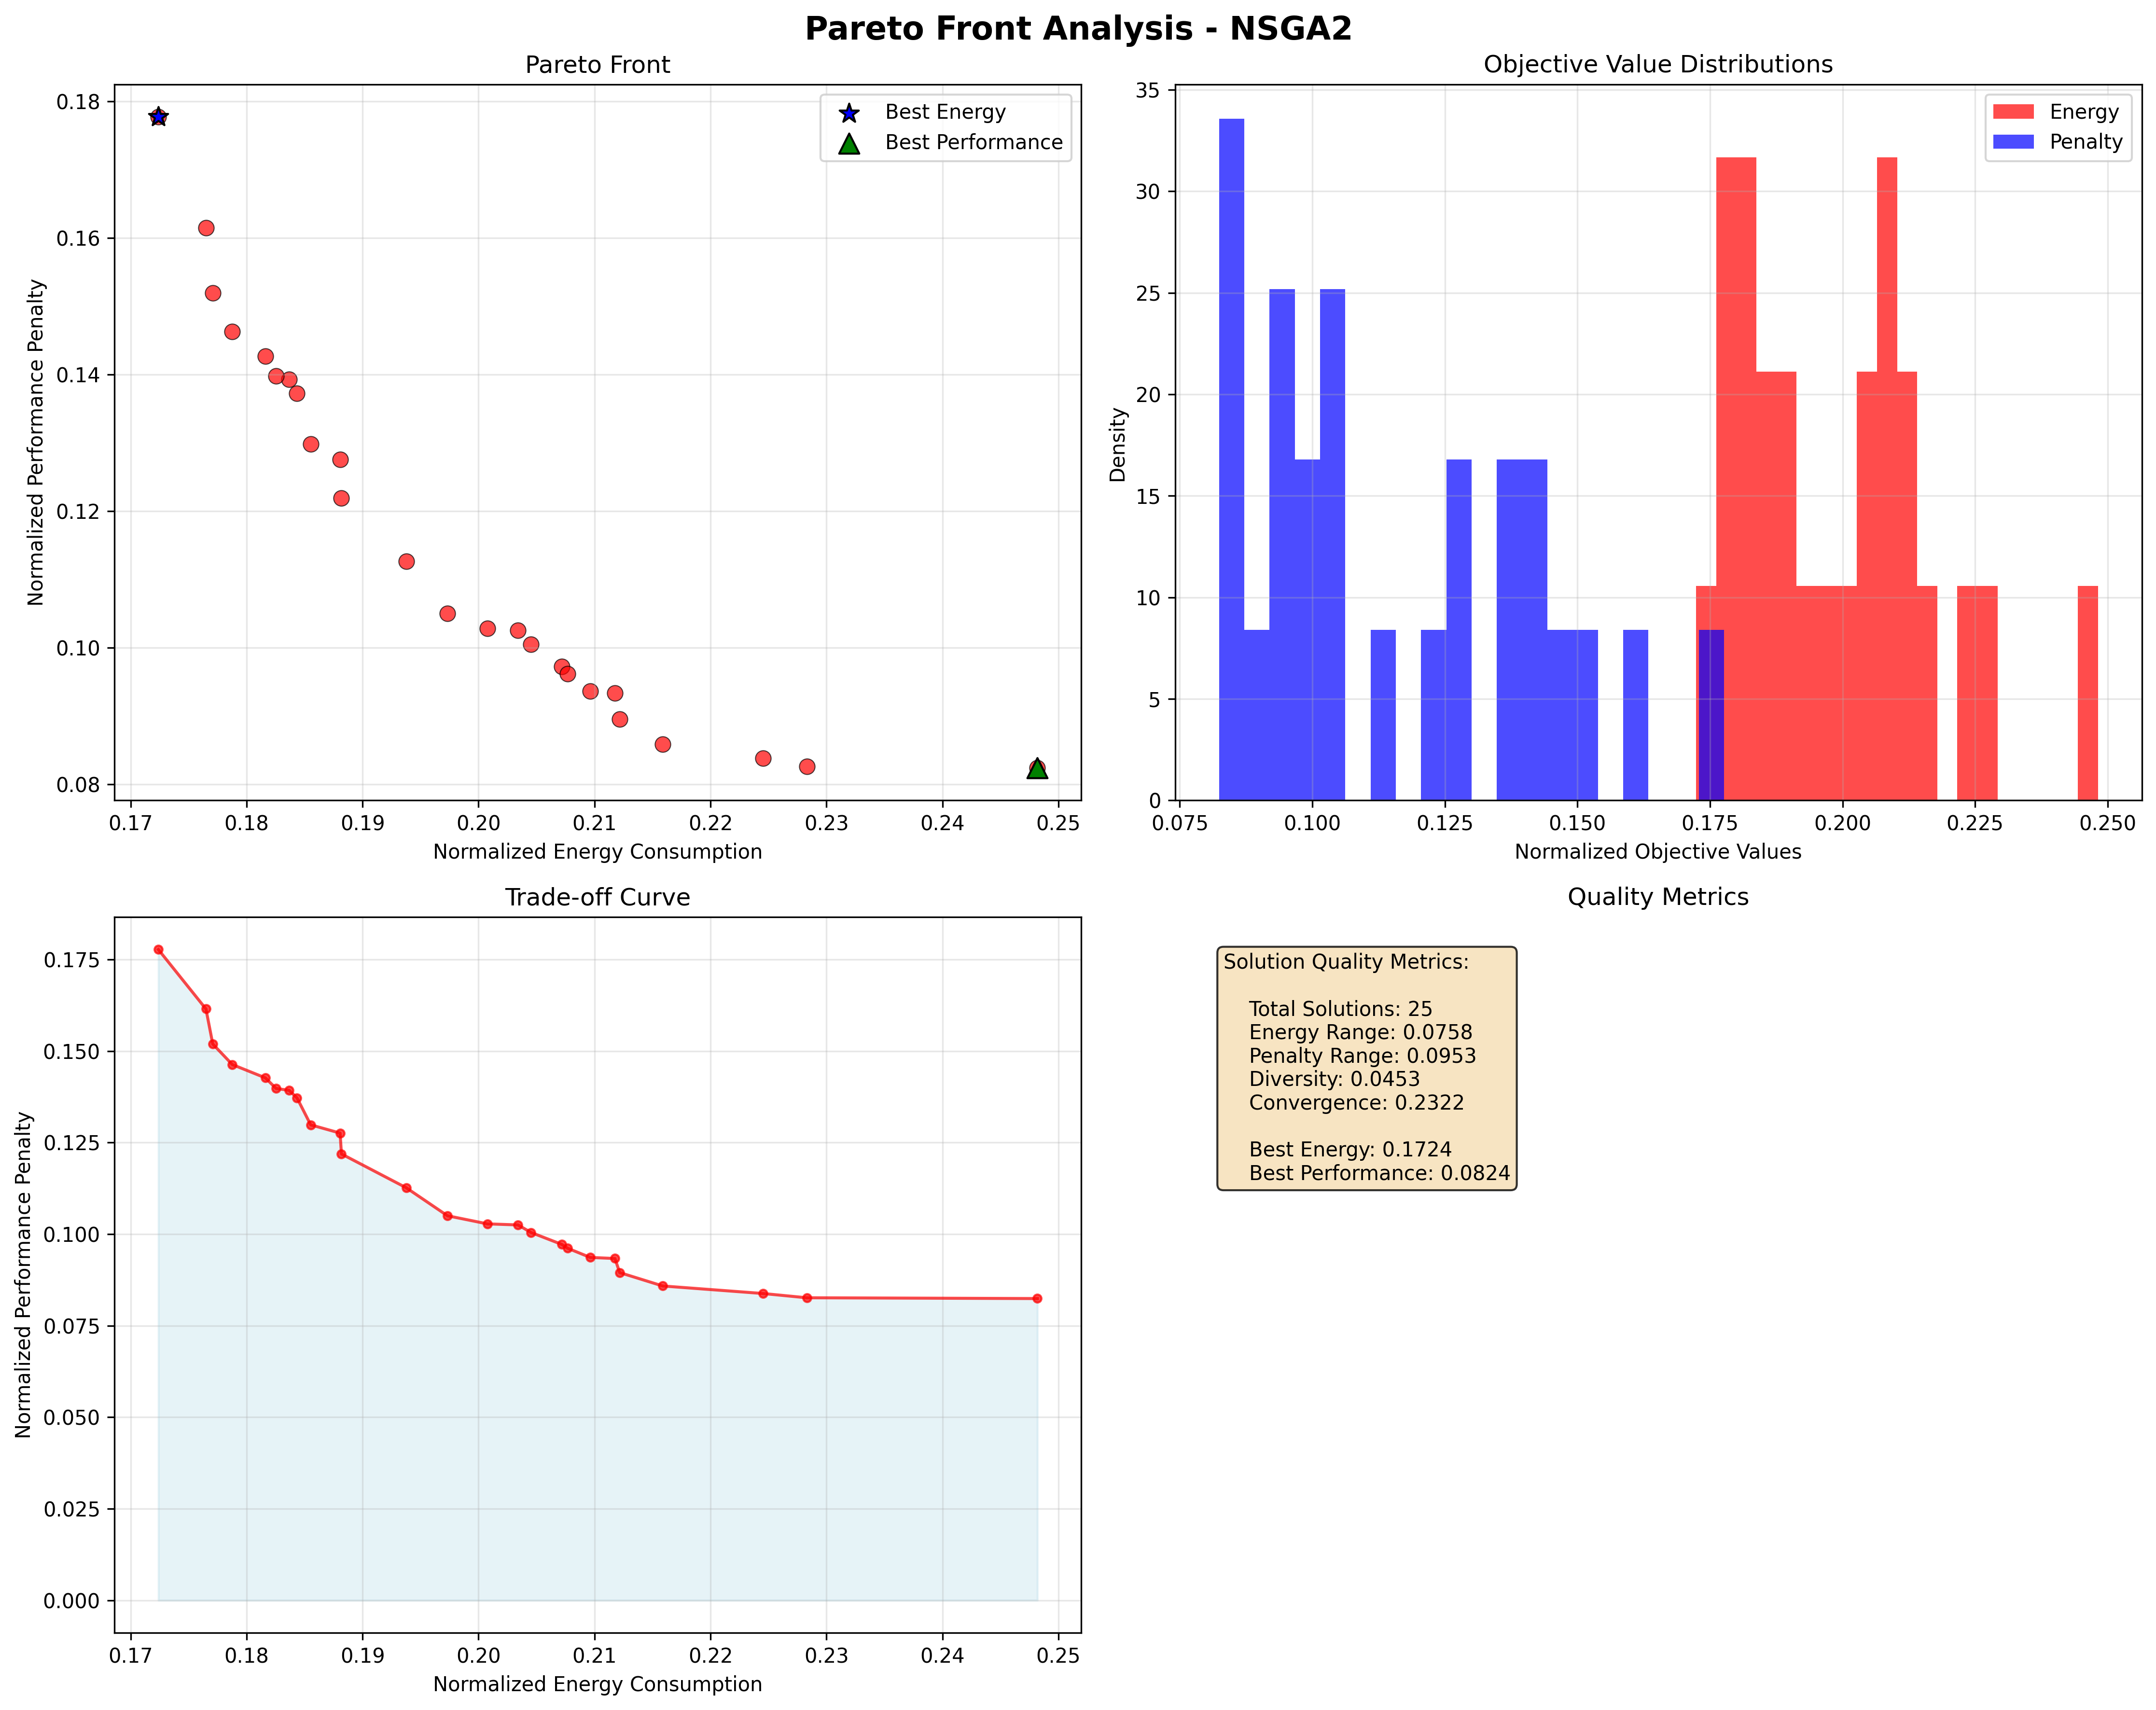 Pareto Front Analysis - NSGA2
Pareto Front
0.18
0.16
0.14
0.12
0.10
0.08
Normalized Performance Penalty
Best Energy
Best Performance
0.17 0.18 0.19 0.20 0.21 0.22 0.23 0.24 0.25
Normalized Energy Consumption
Objective Value Distributions
35
30
25
20
15
10
5
0
Density
Energy
Penalty
0.075 0.100 0.125 0.150 0.175 0.200 0.225 0.250
Normalized Objective Values
Trade-off Curve
0.175
0.150
0.125
0.100
0.075
0.050
0.025
0.000
Normalized Performance Penalty
0.17 0.18 0.19 0.20 0.21 0.22 0.23 0.24 0.25
Normalized Energy Consumption
Quality Metrics
Solution Quality Metrics:
Total Solutions: 25
Energy Range: 0.0758
Penalty Range: 0.0953
Diversity: 0.0453
Convergence: 0.2322
Best Energy: 0.1724
Best Performance: 0.0824